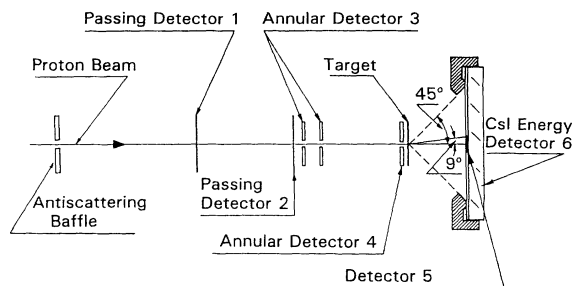 Passing Detector 1
Annular Detector 3
Proton Beam
Target
45°
CsI Energy
Detector 6
9°
Passing
Detector 2
Antiscattering
Baffle
Annular Detector 4
Detector 5